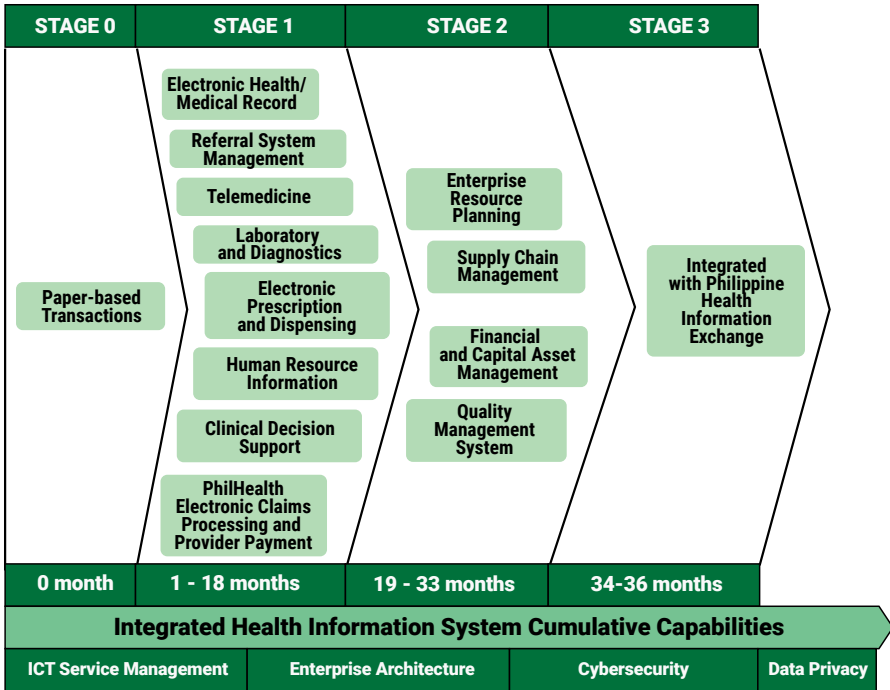 STAGE 0
STAGE 1
STAGE 2
STAGE 3
Paper-based
Transactions
Electronic Health/
Medical Record
Referral System
Management
Telemedicine
Laboratory
and Diagnostics
Electronic
Prescription
and Dispensing
Human Resource
Information
Clinical Decision
Support
PhilHealth
Electronic Claims
Processing and
Provider Payment
Enterprise
Resource
Planning
Supply Chain
Management
Financial
and Capital Asset
Management
Quality
Management
System
Integrated
with Philippine
Health
Information
Exchange
0 month
1 - 18 months
19 - 33 months
34-36 months
Integrated Health Information System Cumulative Capabilities
ICT Service Management
Enterprise Architecture
Cybersecurity
Data Privacy